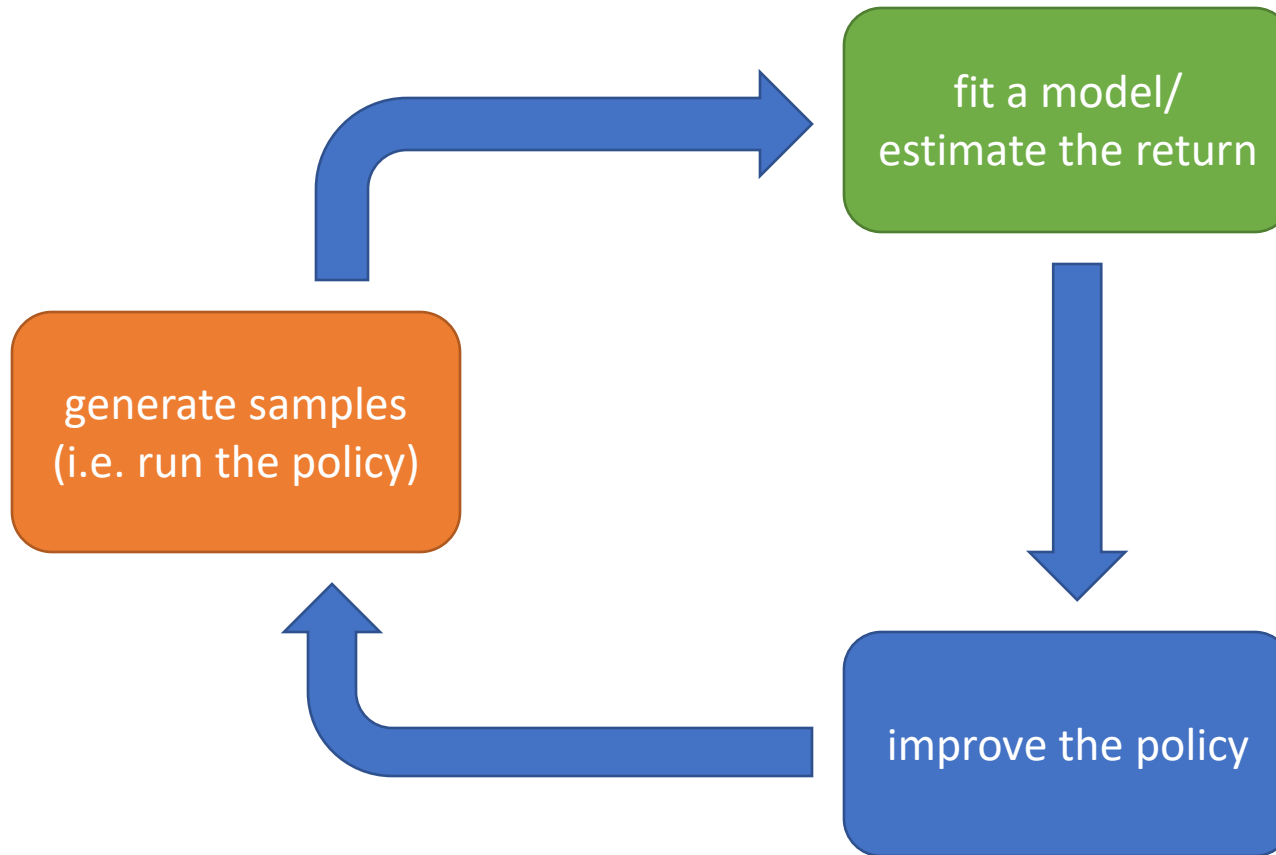 fit a model/
estimate the return
generate samples
(i.e. run the policy)
improve the policy